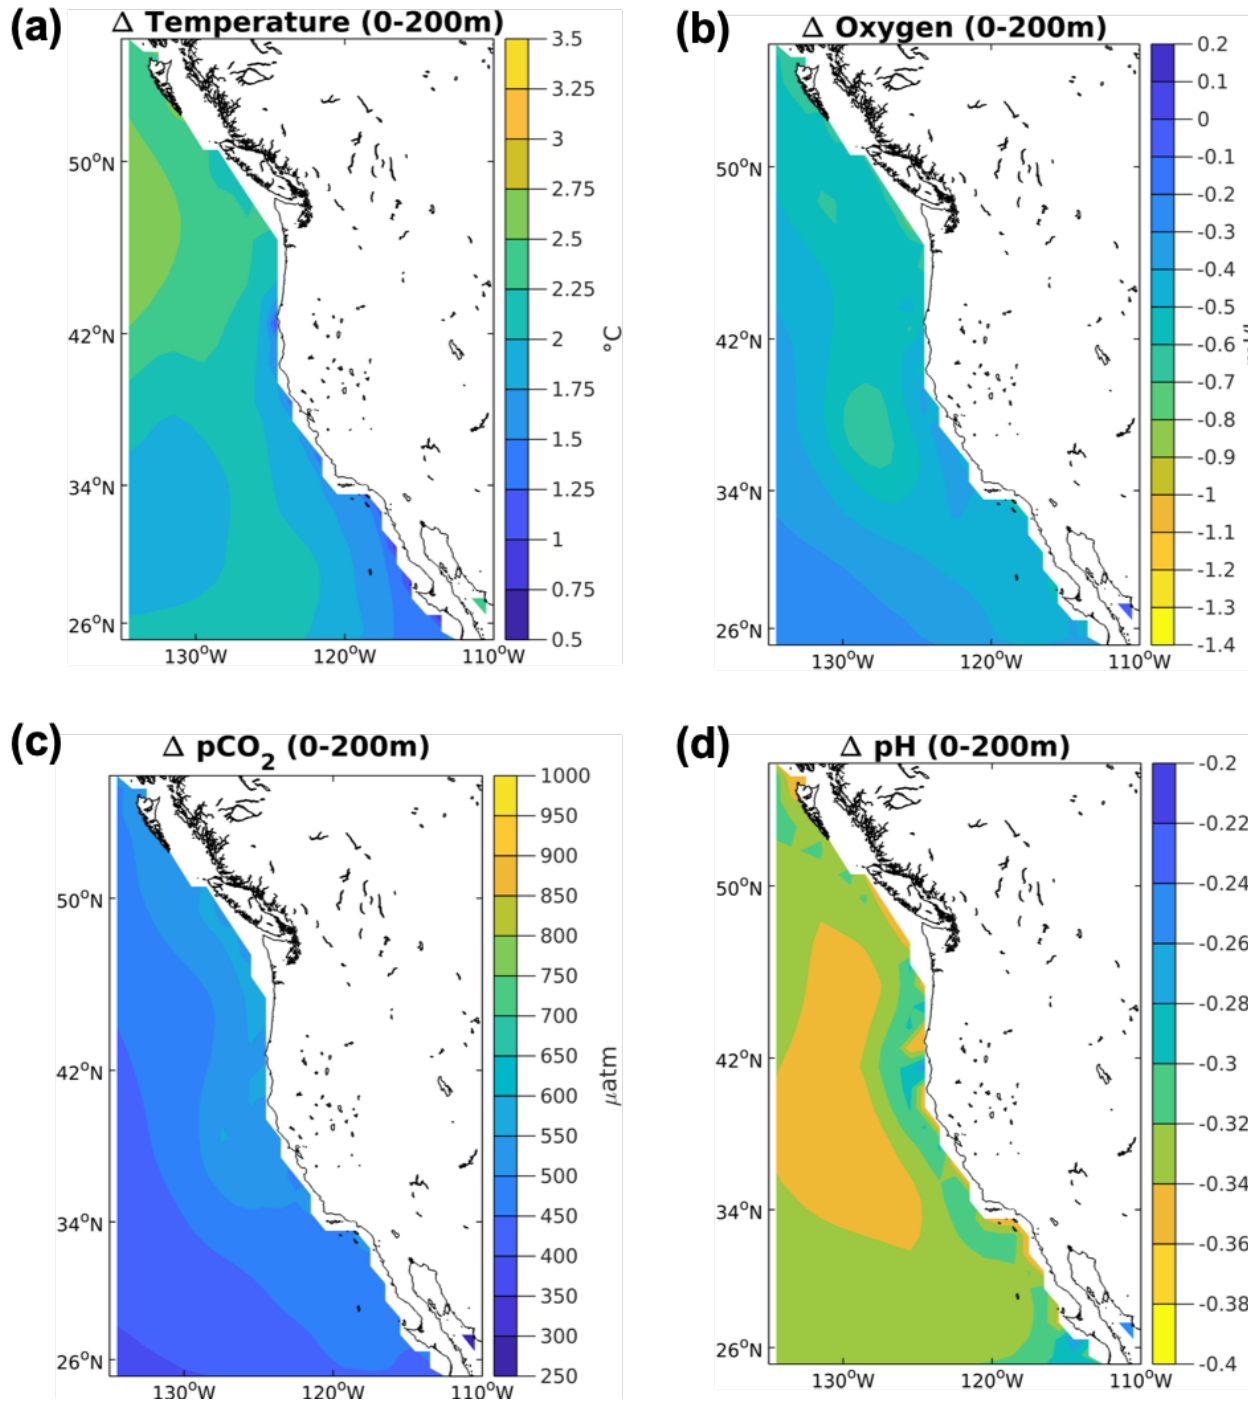 (a)
Δ Temperature (0-200m)
50°N
42°N
34°N
26°N
130°W
120°W
110°W
3.5
3.25
3
2.75
2.5
2.25
2
1.75
1.5
1.25
1
0.75
0.5
°C
(b)
Δ Oxygen (0-200m)
50°N
42°N
34°N
26°N
130°W
120°W
110°W
0.2
0.1
0
-0.1
-0.2
-0.3
-0.4
-0.5
-0.6
-0.7
-0.8
-0.9
-1
-1.1
-1.2
-1.3
-1.4
(c)
Δ pCO₂ (0-200m)
50°N
42°N
34°N
26°N
130°W
120°W
110°W
1000
950
900
850
800
750
700
650
600
550
500
450
400
350
300
250
μatm
(d)
Δ pH (0-200m)
50°N
42°N
34°N
26°N
130°W
120°W
110°W
-0.2
-0.22
-0.24
-0.26
-0.28
-0.3
-0.32
-0.34
-0.36
-0.38
-0.4